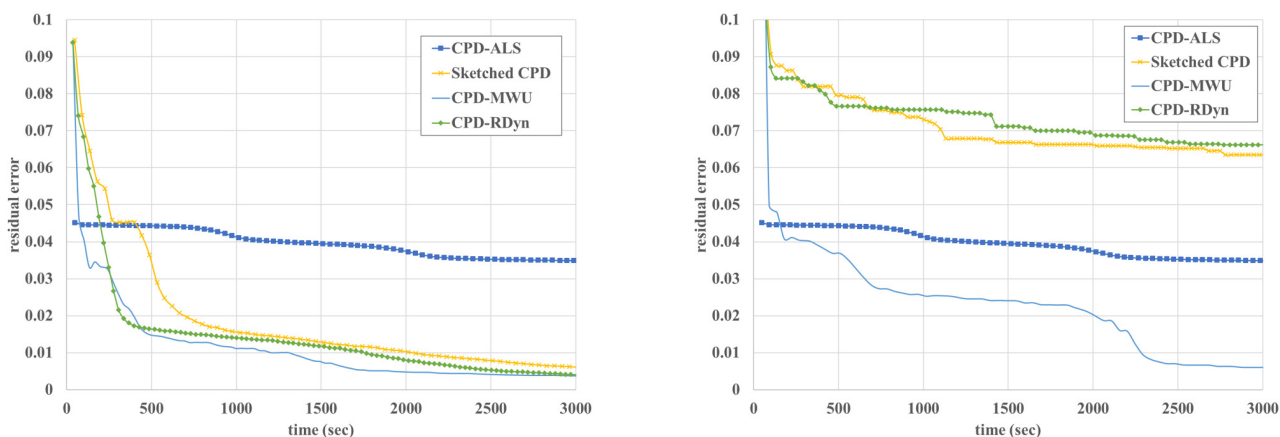 0.1
0.09
0.08
0.07
0.06
0.05
0.04
0.03
0.02
0.01
0
residual error
0 500 1000 1500 2000 2500 3000
time (sec)
CPD-ALS
Sketched CPD
CPD-MWU
CPD-RDyn
0.1
0.09
0.08
0.07
0.06
0.05
0.04
0.03
0.02
0.01
0
residual error
0 500 1000 1500 2000 2500 3000
time (sec)
CPD-ALS
Sketched CPD
CPD-MWU
CPD-RDyn